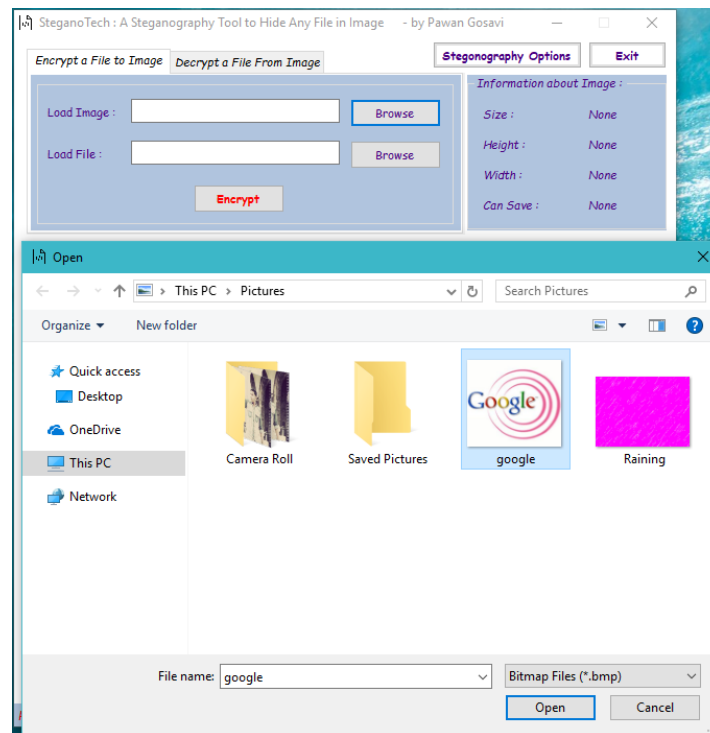 SteganoTech : A Steganography Tool to Hide Any File in Image - by Pawan Gosavi
Encrypt a File to Image
Decrypt a File From Image
Stegonography Options
Exit
Load Image :
Browse
Load File :
Browse
Encrypt
Information about Image :
Size : None
Height : None
Width : None
Can Save : None
Open
This PC > Pictures
Search Pictures
Organize
New folder
Quick access
Desktop
OneDrive
This PC
Network
Google
Camera Roll
Saved Pictures
google
Raining
File name: google
Bitmap Files (*.bmp)
Open
Cancel